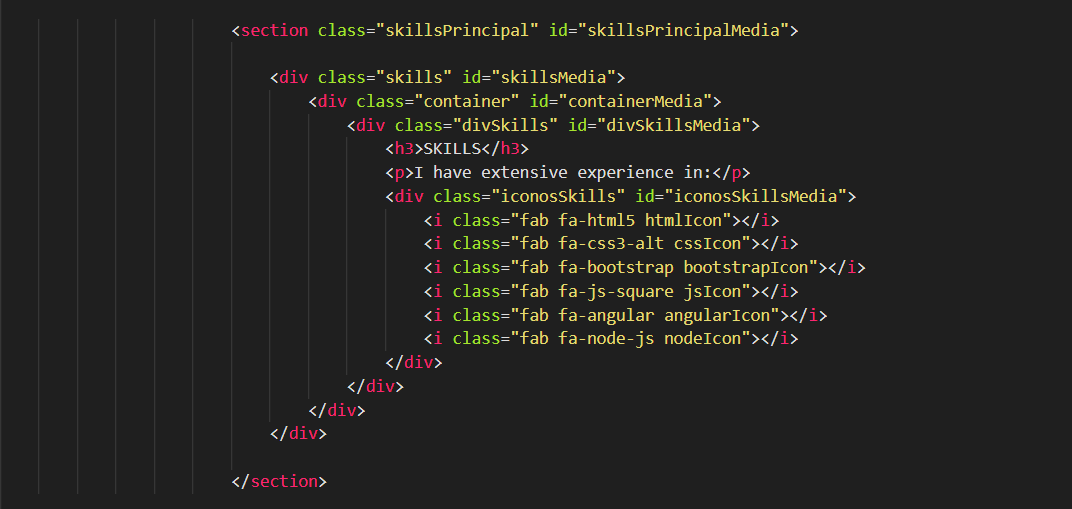 <section class="skillsPrincipal" id="skillsPrincipalMedia">
<div class="skills" id="skillsMedia">
<div class="container" id="containerMedia">
<div class="divSkills" id="divSkillsMedia">
<h3>SKILLS</h3>
<p>I have extensive experience in:</p>
<div class="iconosSkills" id="iconosSkillsMedia">
<i class="fab fa-html5 htmlIcon"></i>
<i class="fab fa-css3-alt cssIcon"></i>
<i class="fab fa-bootstrap bootstrapIcon"></i>
<i class="fab fa-js-square jsIcon"></i>
<i class="fab fa-angular angularIcon"></i>
<i class="fab fa-node-js nodeIcon"></i>
</div>
</div>
</div>
</div>
</section>